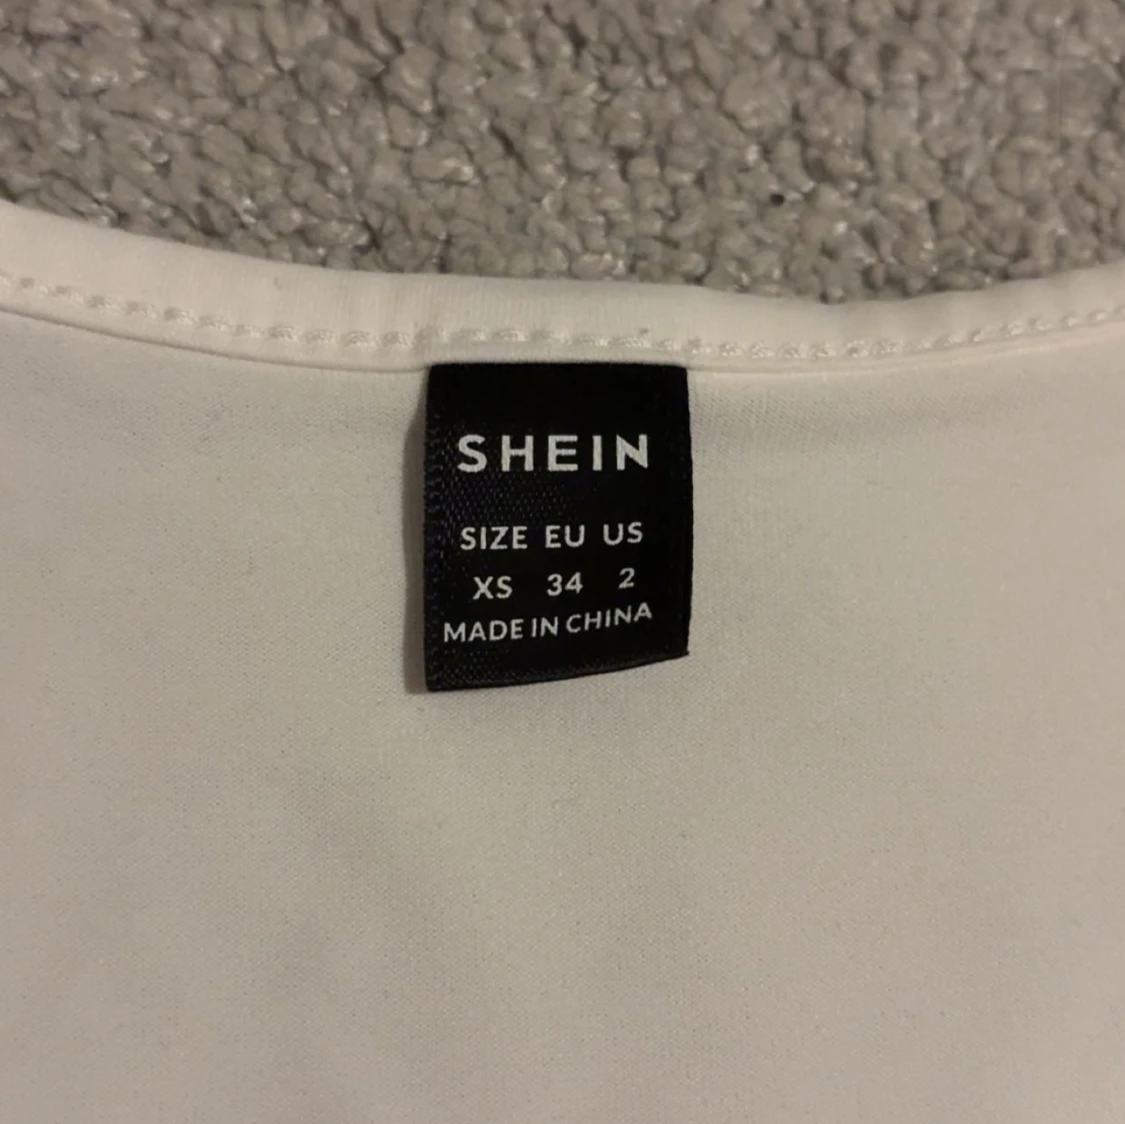 SHEIN
SIZE EU US
XS 34 2
MADE IN CHINA